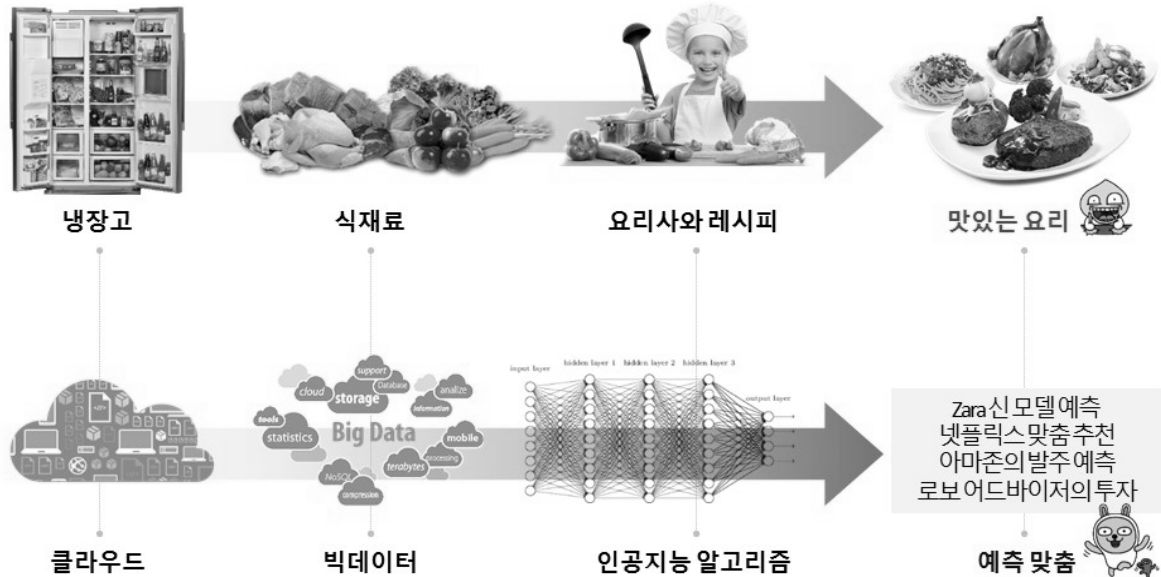 냉장고
식재료
요리사와 레시피
맛있는 요리
input layer
hidden layer 1
hidden layer 2
hidden layer 3
output layer
cloud
support
Database
storage
analize
information
tools
statistics
Big Data
mobile
processing
terabytes
NoSQL
compression
Zara 신 모델 예측
넷플릭스 맞춤 추천
아마존의 발주 예측
로보 어드바이저의 투자
클라우드
빅데이터
인공지능 알고리즘
예측 맞춤